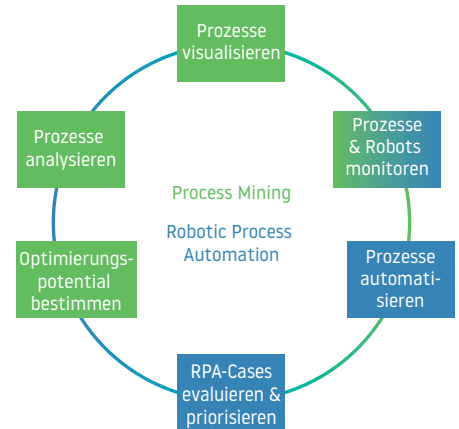 Prozesse
visualisieren
Prozesse
& Robots
monitoren
Prozesse
analysieren
Process Mining
Robotic Process
Automation
Prozesse
automati-
sieren
Optimierungs-
potential
bestimmen
RPA-Cases
evaluieren &
priorisieren